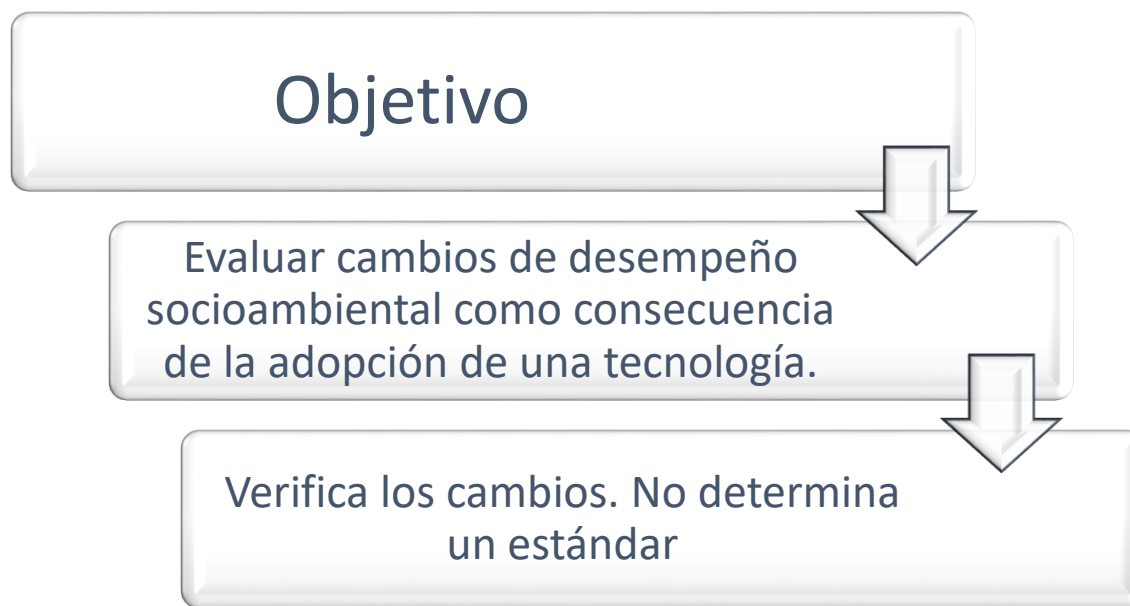 Objetivo
Evaluar cambios de desempeño
socioambiental como consecuencia
de la adopción de una tecnología.
Verifica los cambios. No determina
un estándar